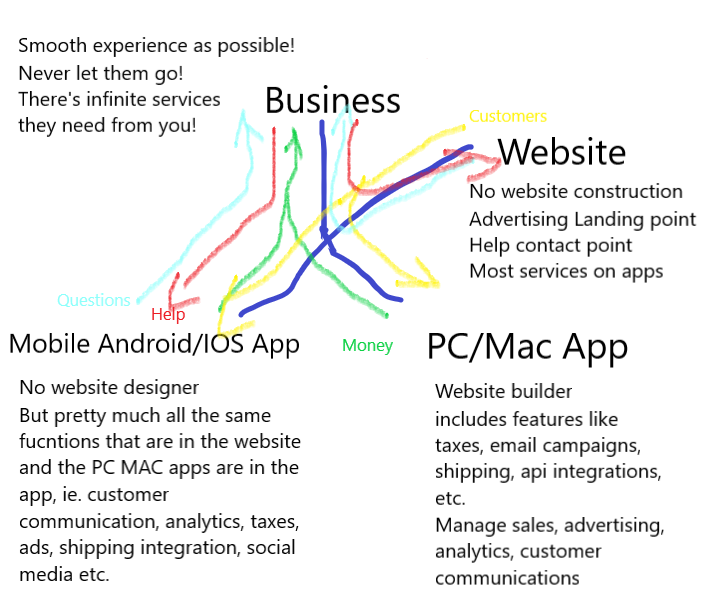 Smooth experience as possible!
Never let them go!
There's infinite services
they need from you!
Business
Customers
Website
No website construction
Advertising Landing point
Help contact point
Most services on apps
Questions
Help
Mobile Android/IOS App
Money
PC/Mac App
No website designer
But pretty much all the same
fucntions that are in the website
and the PC MAC apps are in the
app, ie. customer
communication, analytics, taxes,
ads, shipping integration, social
media etc.
Website builder
includes features like
taxes, email campaigns,
shipping, api integrations,
etc.
Manage sales, advertising,
analytics, customer
communications